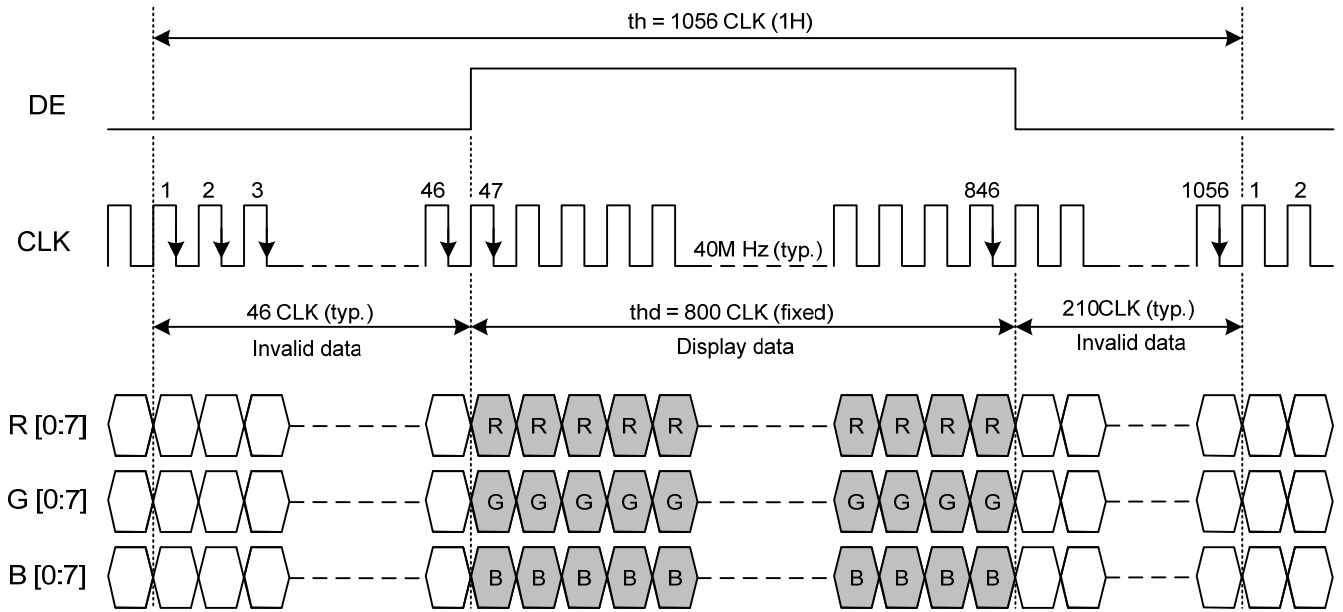 th = 1056 CLK (1H)
DE
1 2 3 46 47 846 1056 1 2
CLK
40M Hz (typ.)
46 CLK (typ.) thd = 800 CLK (fixed) 210CLK (typ.)
Invalid data Display data Invalid data
R [0:7] R R R R R R R R R
G [0:7] G G G G G G G G G
B [0:7] B B B B B B B B B